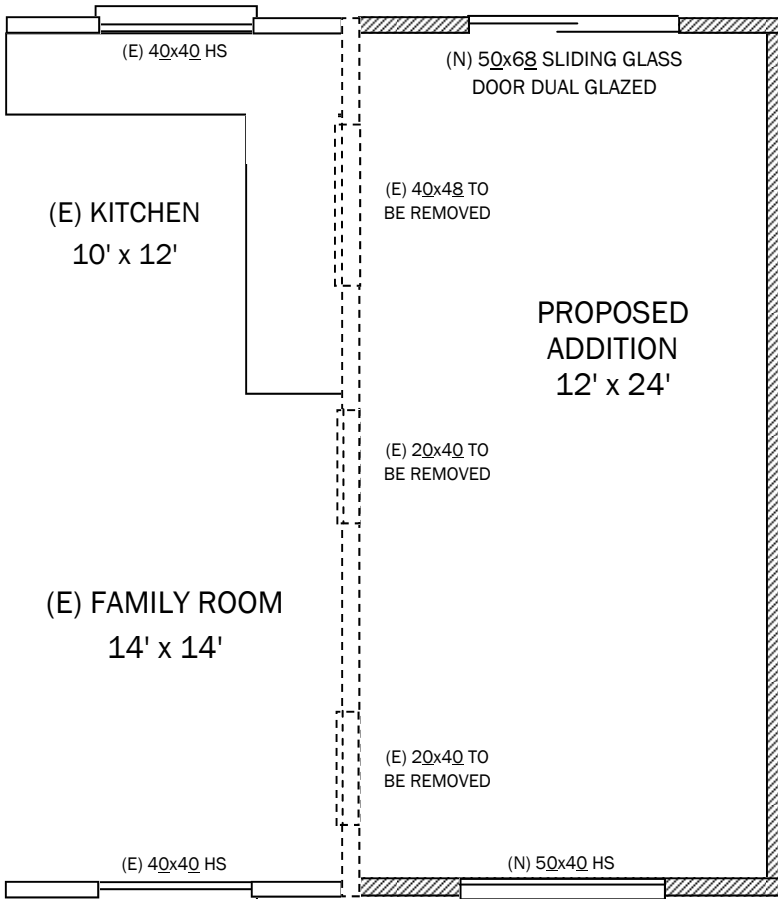 (E) 40x40 HS
(N) 50x68 SLIDING GLASS
DOOR DUAL GLAZED
(E) 40x48 TO
BE REMOVED
(E) KITCHEN
10' x 12'
PROPOSED
ADDITION
12' x 24'
(E) 20x40 TO
BE REMOVED
(E) FAMILY ROOM
14' x 14'
(E) 20x40 TO
BE REMOVED
(E) 40x40 HS
(N) 50x40 HS